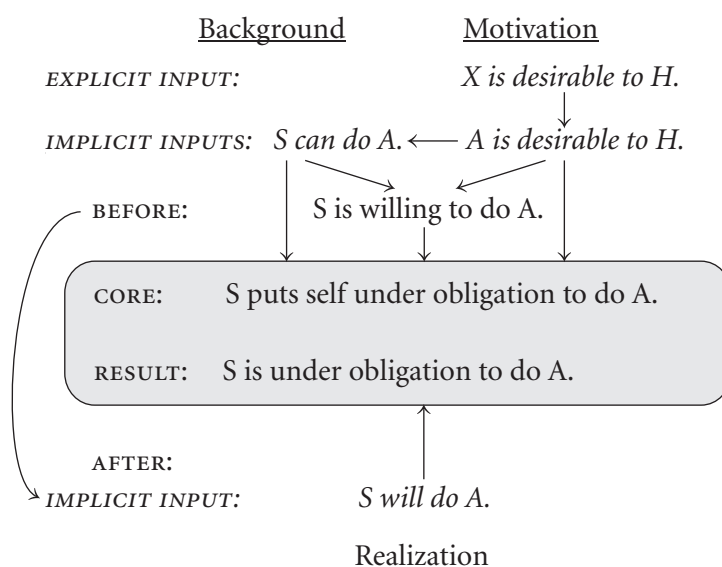 Background Motivation
EXPLICIT INPUT: X is desirable to H.
IMPLICIT INPUTS: S can do A. A is desirable to H.
BEFORE: S is willing to do A.
CORE: S puts self under obligation to do A.
RESULT: S is under obligation to do A.
AFTER:
IMPLICIT INPUT: S will do A.
Realization